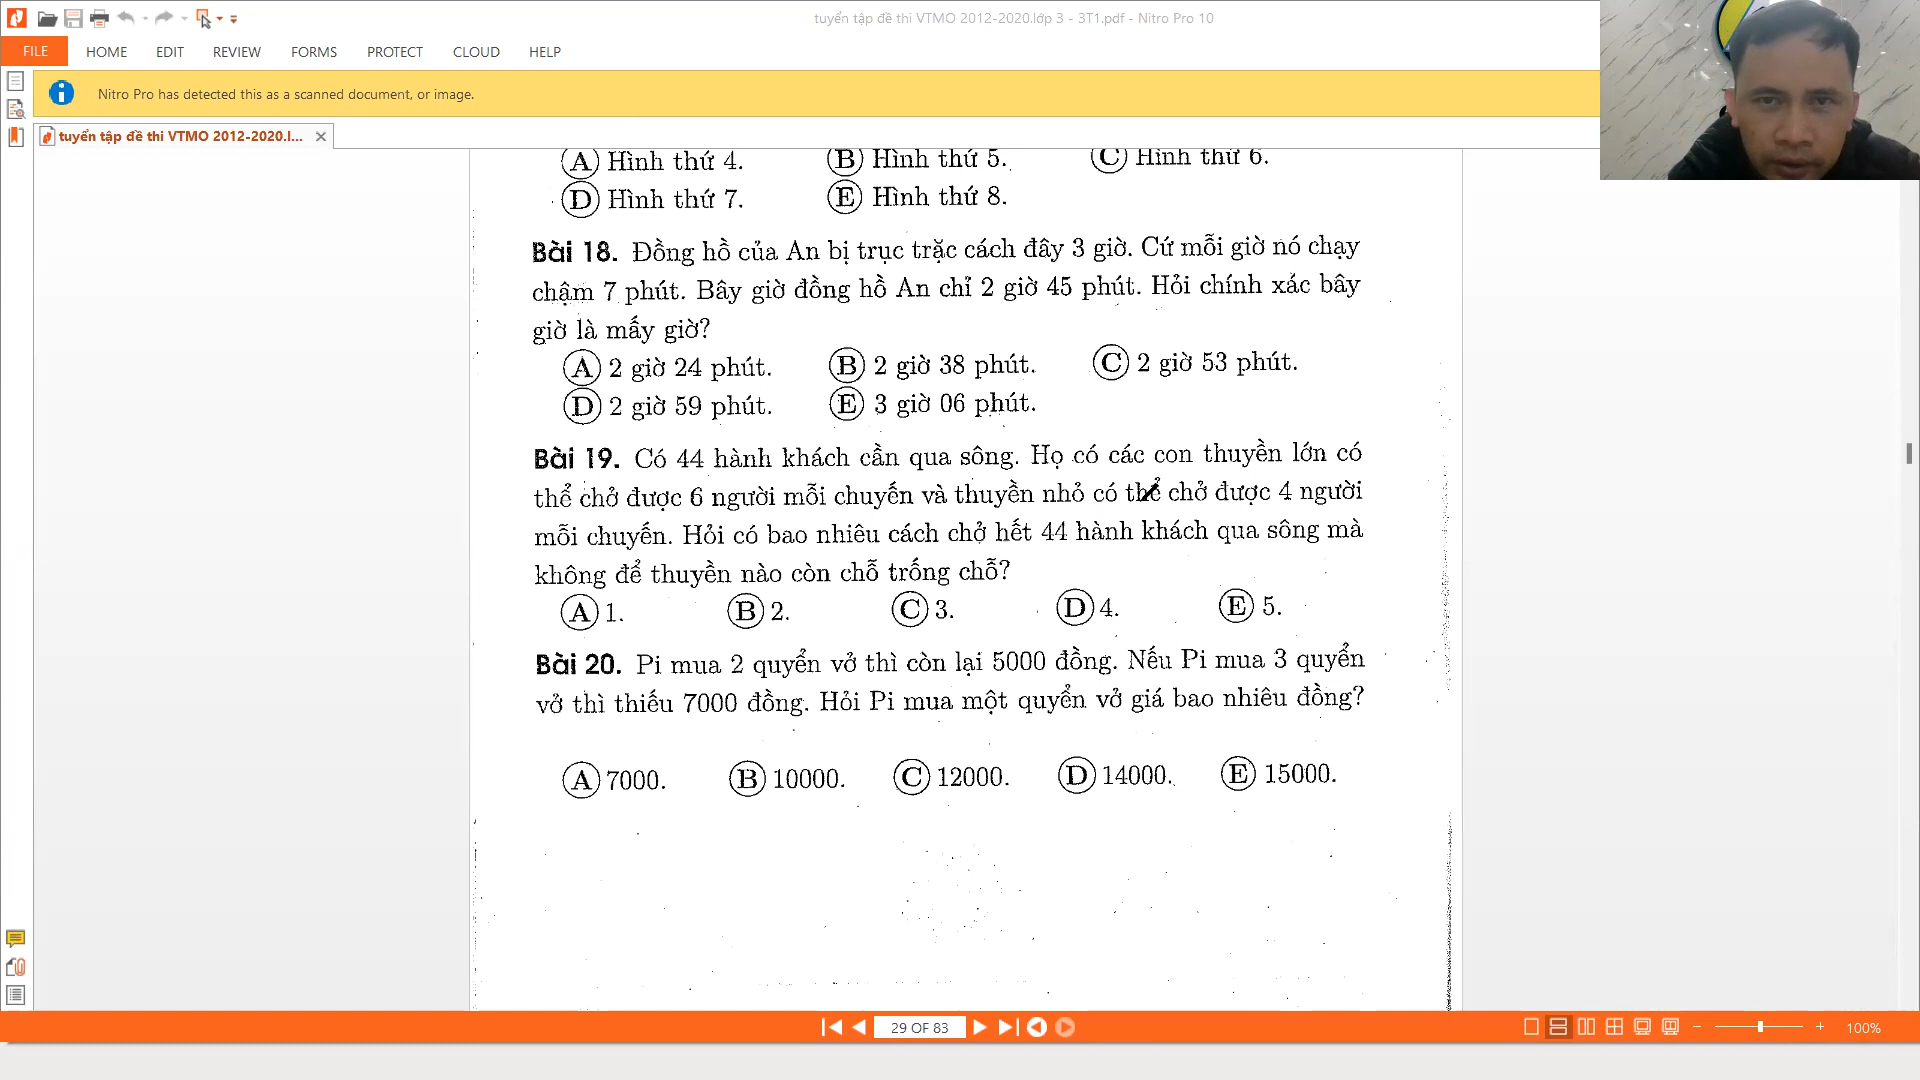 tuyển tập đề thi VTMO 2012-2020.lớp 3 - 3T1.pdf - Nitro Pro 10
FILE HOME EDIT REVIEW FORMS PROTECT CLOUD HELP
Nitro Pro has detected this as a scanned document, or image.
tuyển tập đề thi VTMO 2012-2020.l...
A Hình thứ 4. B Hình thứ 5. C Hình thứ 6.
D Hình thứ 7. E Hình thứ 8.
Bài 18. Đồng hồ của An bị trục trặc cách đây 3 giờ. Cứ mỗi giờ nó chạy
chậm 7 phút. Bây giờ đồng hồ An chỉ 2 giờ 45 phút. Hỏi chính xác bây
giờ là mấy giờ?
A 2 giờ 24 phút. B 2 giờ 38 phút. C 2 giờ 53 phút.
D 2 giờ 59 phút. E 3 giờ 06 phút.
Bài 19. Có 44 hành khách cần qua sông. Họ có các con thuyền lớn có
thể chở được 6 người mỗi chuyến và thuyền nhỏ có thể chở được 4 người
mỗi chuyến. Hỏi có bao nhiêu cách chở hết 44 hành khách qua sông mà
không để thuyền nào còn chỗ trống chỗ?
A 1. B 2. C 3. D 4. E 5.
Bài 20. Pi mua 2 quyển vở thì còn lại 5000 đồng. Nếu Pi mua 3 quyển
vở thì thiếu 7000 đồng. Hỏi Pi mua một quyển vở giá bao nhiêu đồng?
A 7000. B 10000. C 12000. D 14000. E 15000.
29 OF 83
100%